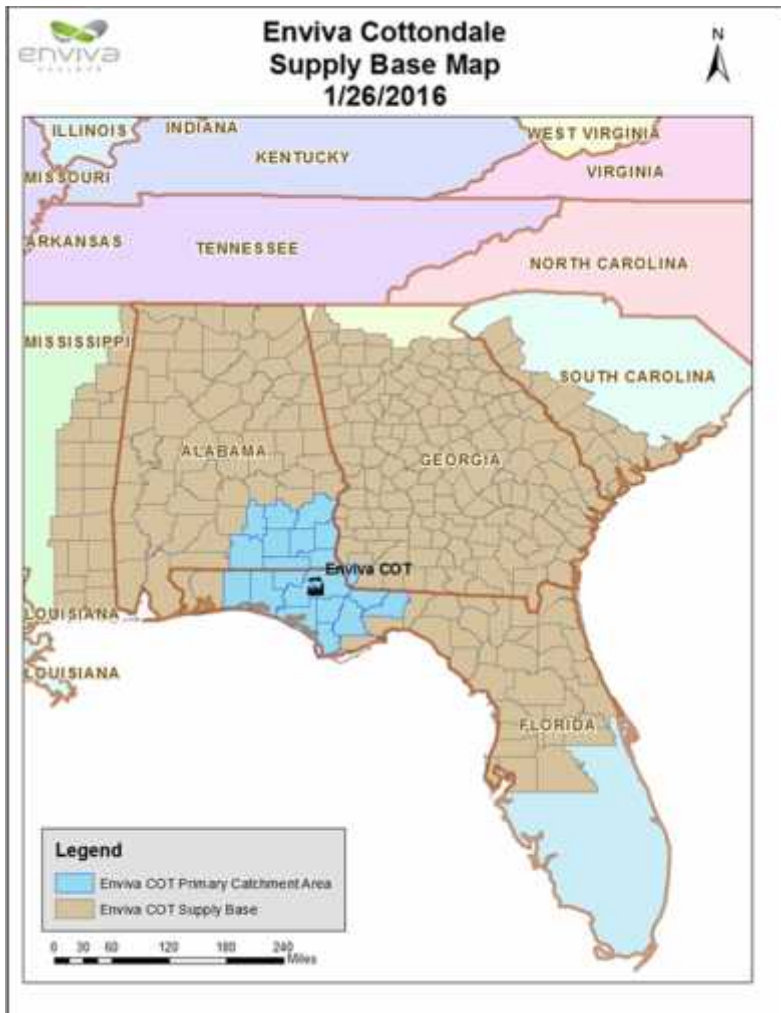 enviva
Enviva Cottondale
Supply Base Map
1/26/2016
N
ILLINOIS
INDIANA
KENTUCKY
WEST VIRGINIA
MISSOURI
VIRGINIA
ARKANSAS
TENNESSEE
NORTH CAROLINA
MISSISSIPPI
SOUTH CAROLINA
ALABAMA
GEORGIA
Enviva COT
LOUISIANA
LOUISIANA
FLORIDA
Legend
Enviva COT Primary Catchment Area
Enviva COT Supply Base
0 30 60 120 180 240
Miles